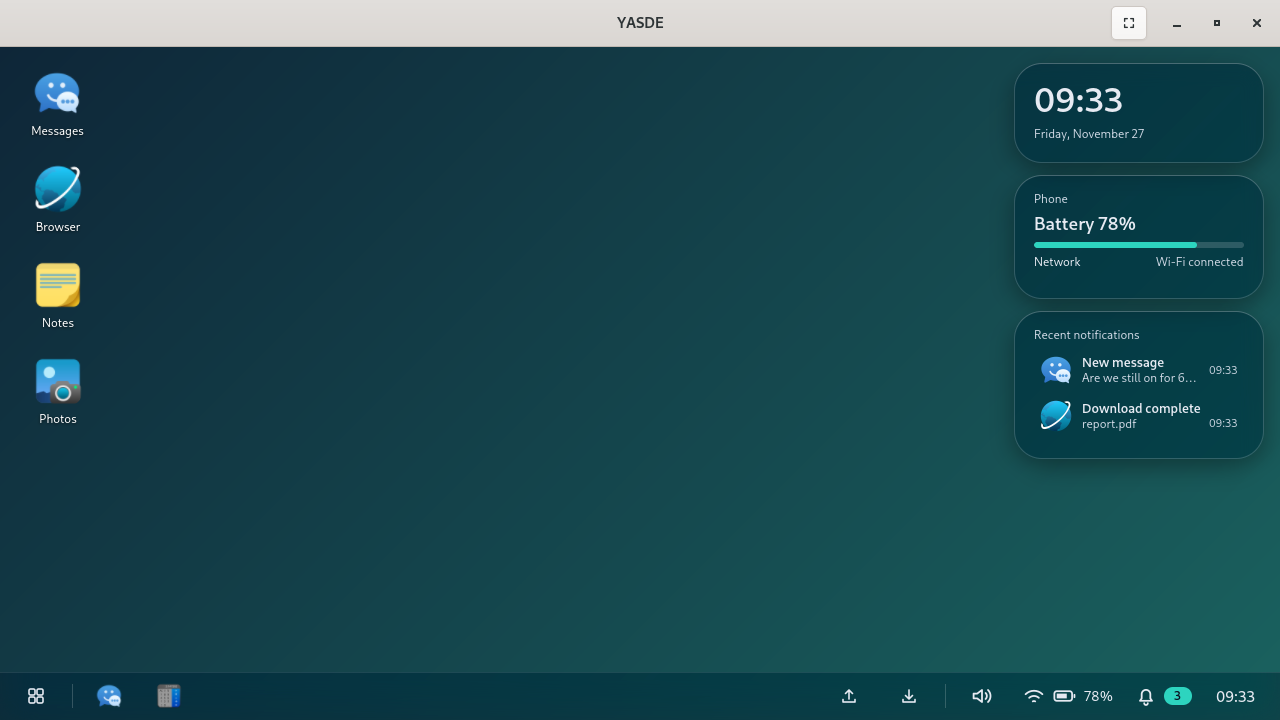 YASDE
Messages
Browser
Notes
Photos
09:33
Friday, November 27
Phone
Battery 78%
Network Wi-Fi connected
Recent notifications
New message
Are we still on for 6... 09:33
Download complete
report.pdf 09:33
78% 3 09:33